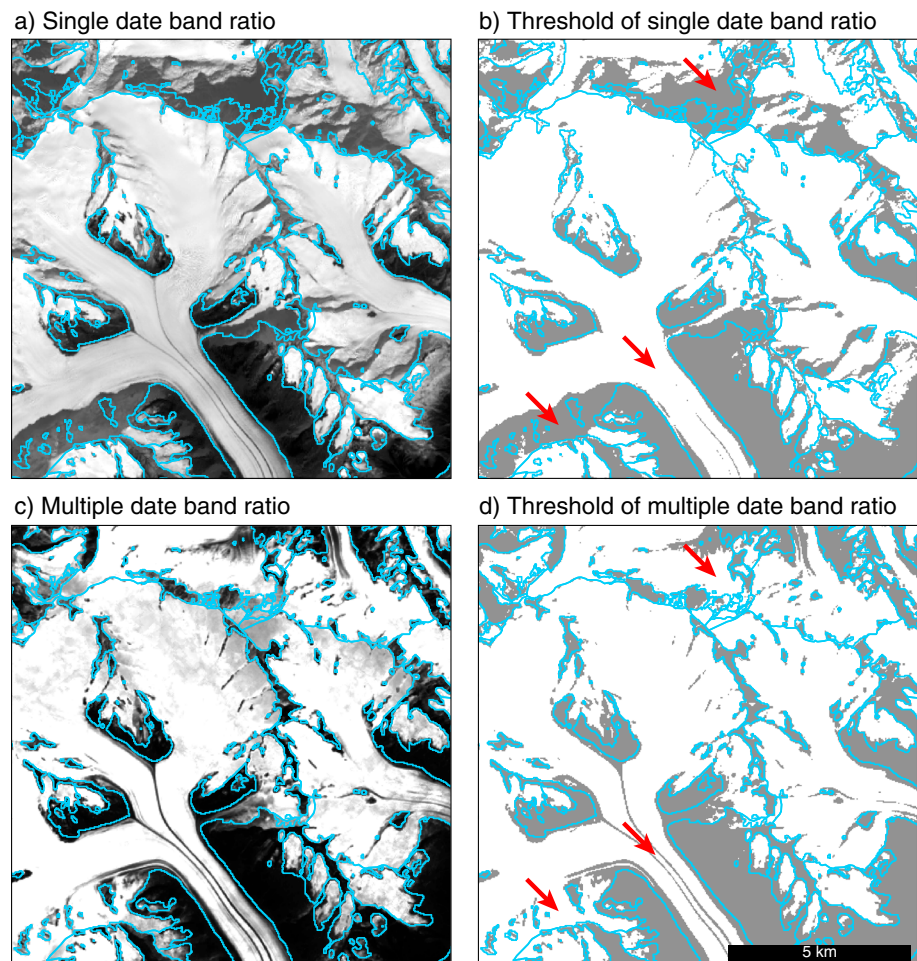 a) Single date band ratio
b) Threshold of single date band ratio
c) Multiple date band ratio
d) Threshold of multiple date band ratio
5 km